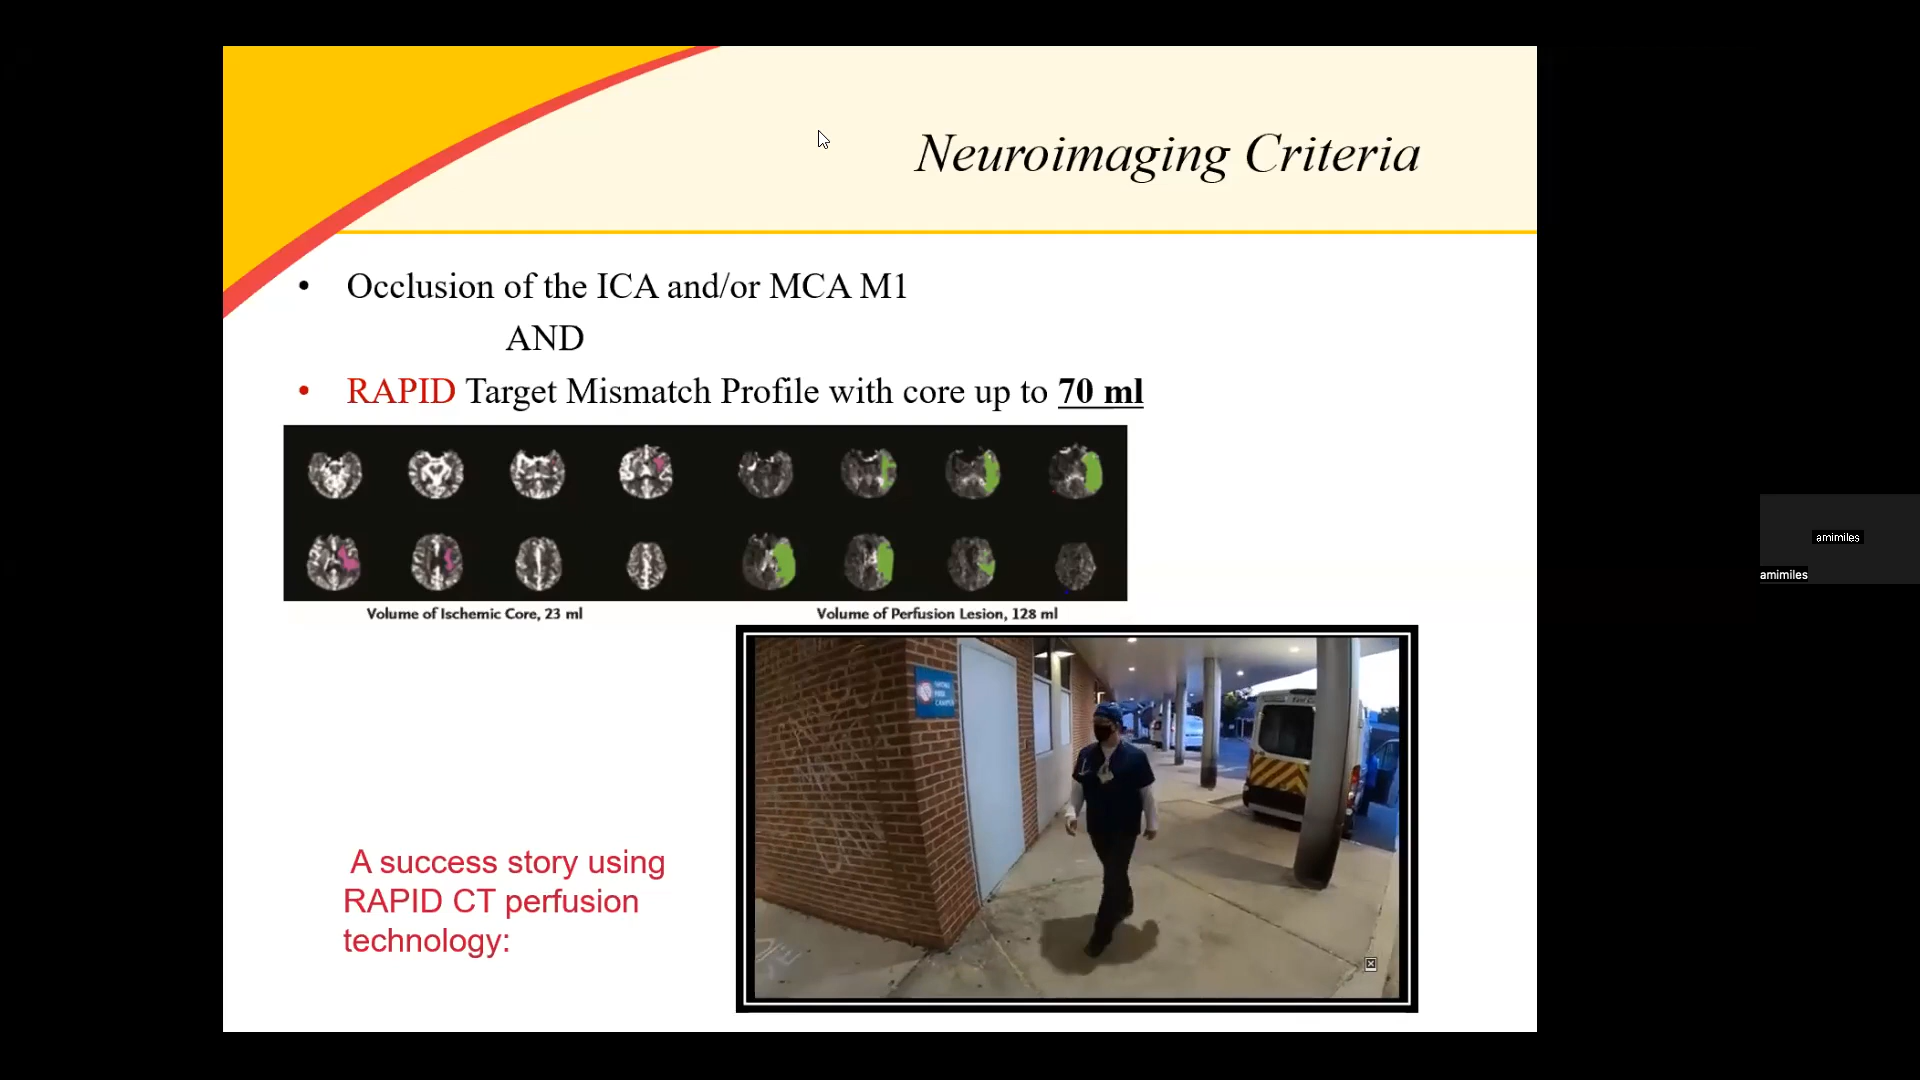 Neuroimaging Criteria
• Occlusion of the ICA and/or MCA M1
AND
• RAPID Target Mismatch Profile with core up to 70 ml
Volume of Ischemic Core, 23 ml
Volume of Perfusion Lesion, 128 ml
A success story using
RAPID CT perfusion
technology:
amimiles
amimiles